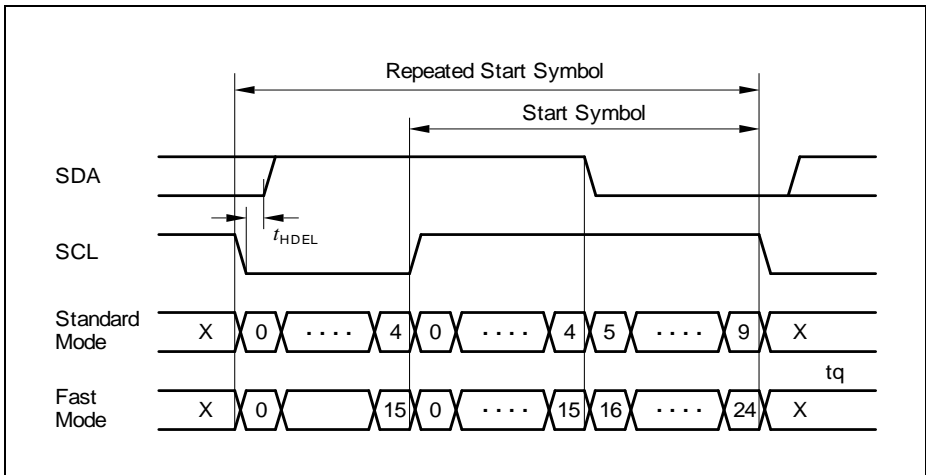 Repeated Start Symbol
Start Symbol
SDA
tHDEL
SCL
Standard Mode
X 0 · · · · 4 0 · · · · 4 5 · · · · 9 X
tq
Fast Mode
X 0 15 0 · · · · 15 16 · · · · 24 X